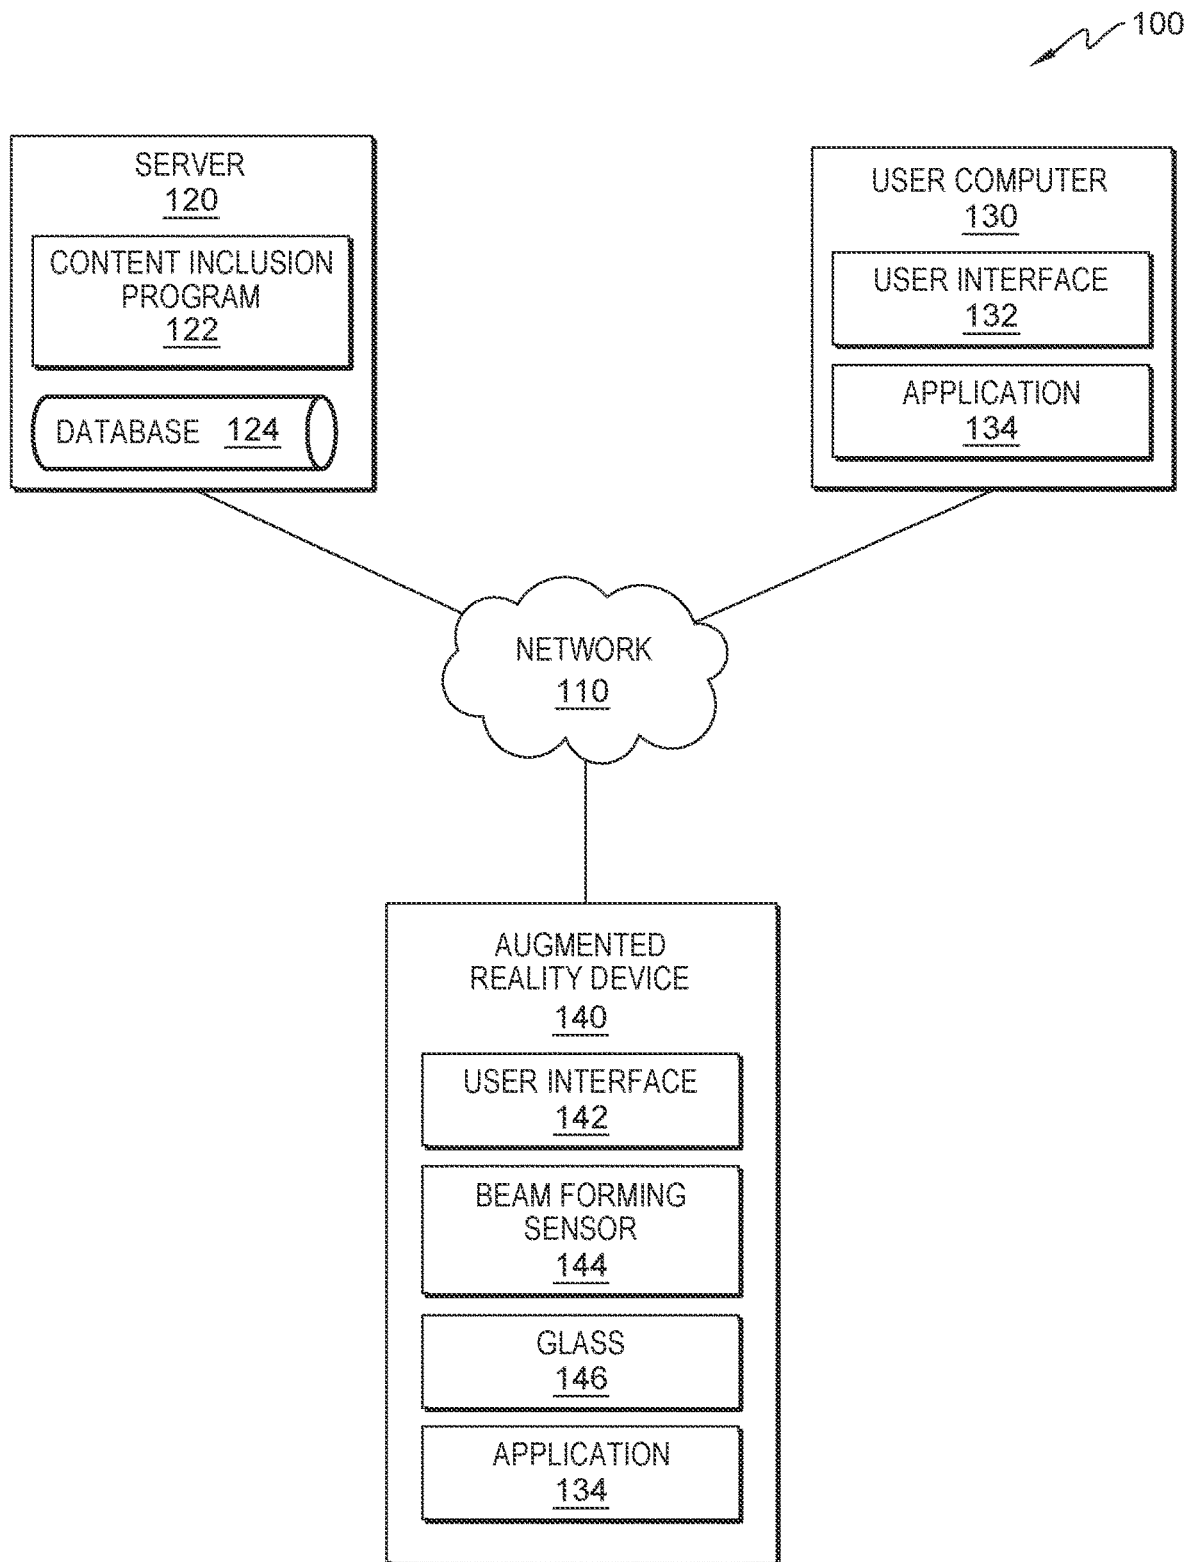 100
SERVER
120
CONTENT INCLUSION
PROGRAM
122
DATABASE 124
USER COMPUTER
130
USER INTERFACE
132
APPLICATION
134
NETWORK
110
AUGMENTED
REALITY DEVICE
140
USER INTERFACE
142
BEAM FORMING
SENSOR
144
GLASS
146
APPLICATION
134